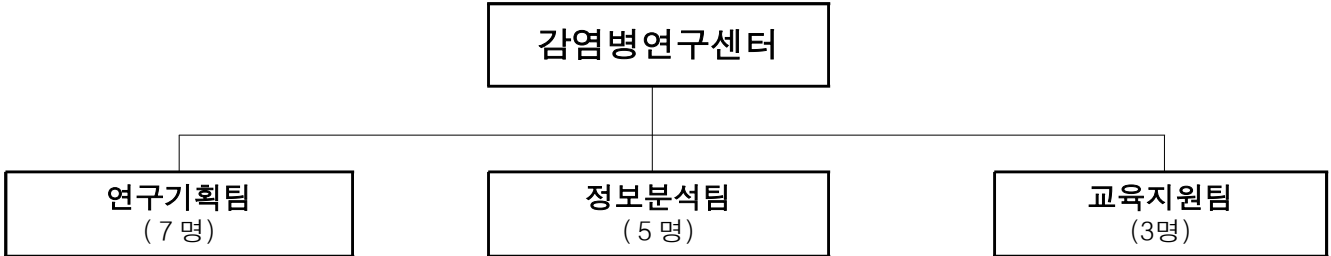 감염병연구센터
연구기획팀
( 7 명)
정보분석팀
( 5 명)
교육지원팀
(3명)